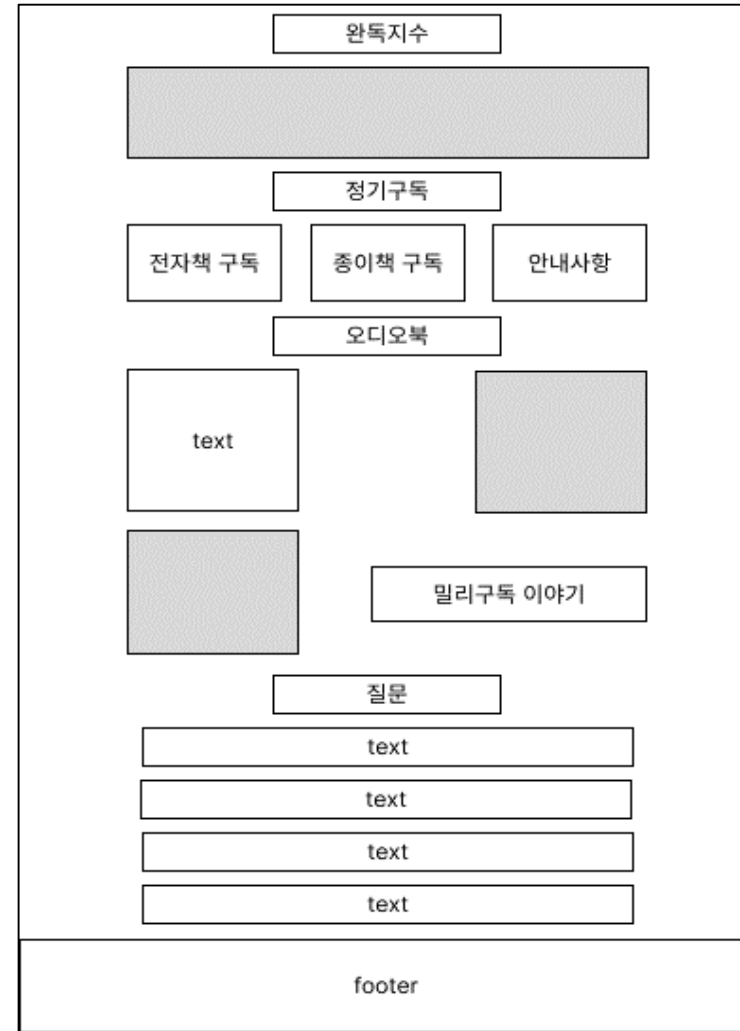 완독지수
정기구독
전자책 구독
종이책 구독
안내사항
오디오북
text
밀리구독 이야기
질문
text
text
text
text
footer